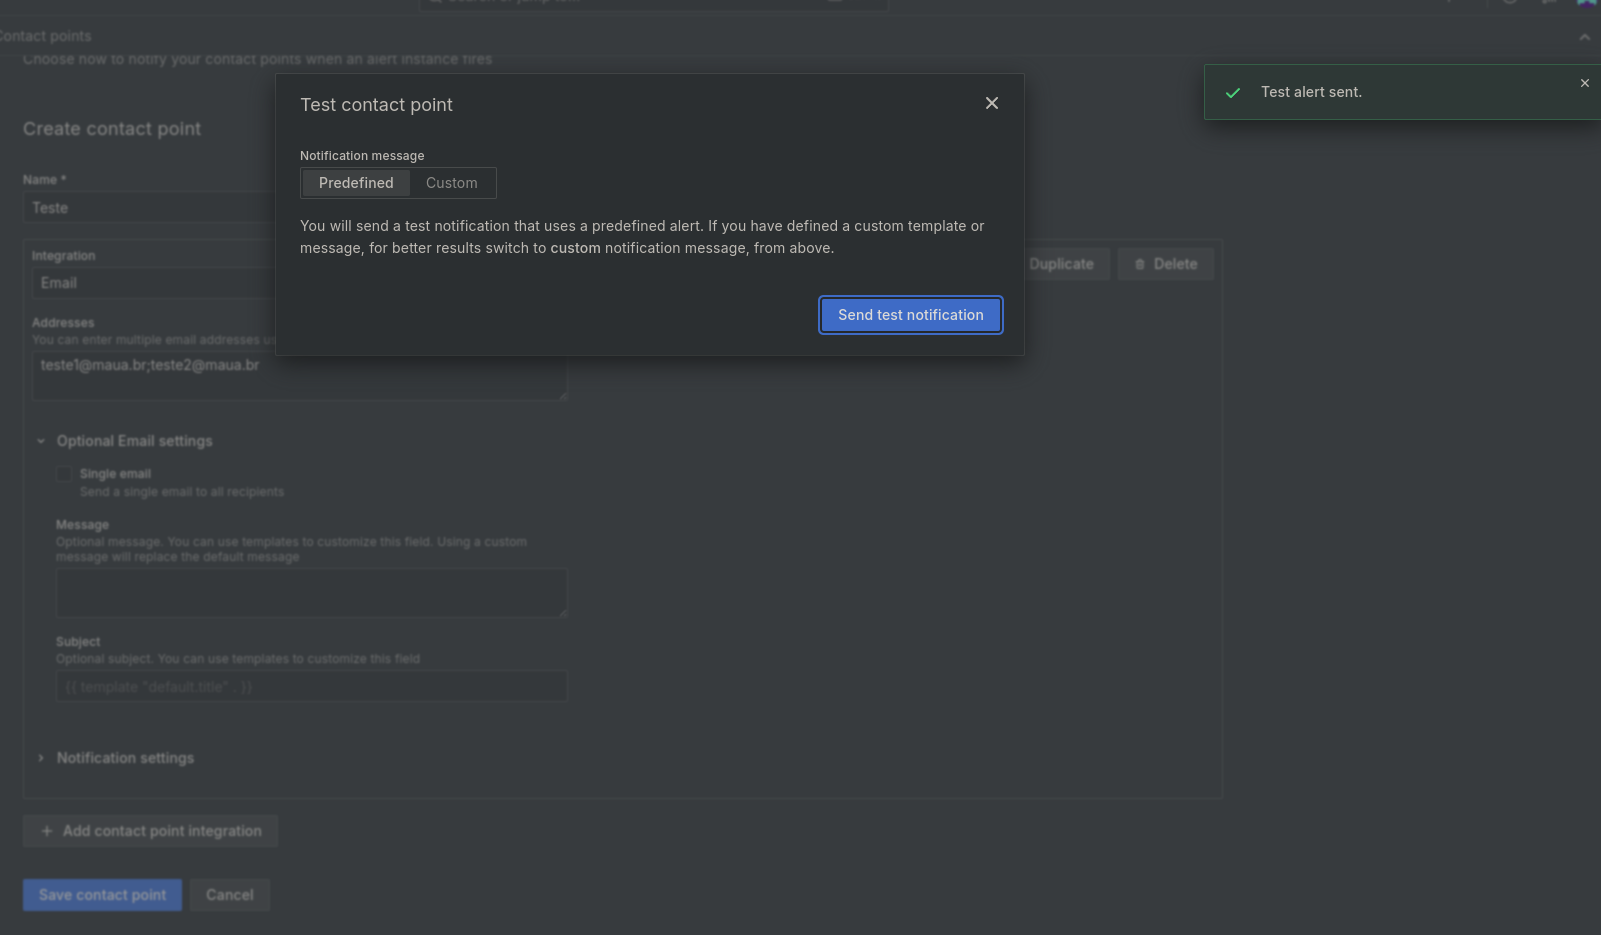 Contact points
Choose how to notify your contact points when an alert instance fires
Test alert sent.
Test contact point
Create contact point
Notification message
Predefined
Custom
Name *
Teste
You will send a test notification that uses a predefined alert. If you have defined a custom template or
message, for better results switch to custom notification message, from above.
Integration
Duplicate
Delete
Email
Send test notification
Addresses
You can enter multiple email addresses
teste1@maua.br;teste2@maua.br
Optional Email settings
Single email
Send a single email to all recipients
Message
Optional message. You can use templates to customize this field. Using a custom
message will replace the default message
Subject
Optional subject. You can use templates to customize this field
{{ template "default.title" . }}
Notification settings
Add contact point integration
Save contact point
Cancel